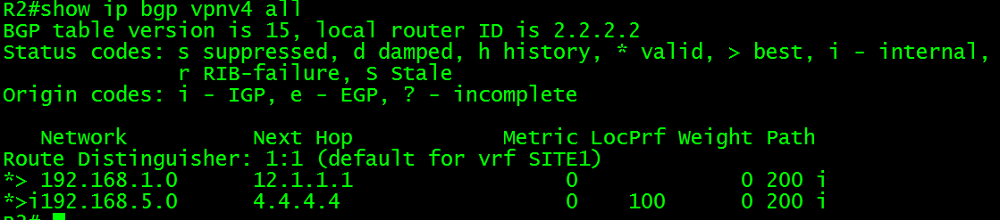 R2#show ip bgp vpnv4 all
BGP table version is 15, local router ID is 2.2.2.2
Status codes: s suppressed, d damped, h history, * valid, > best, i - internal,
              r RIB-failure, S Stale
Origin codes: i - IGP, e - EGP, ? - incomplete

   Network          Next Hop            Metric LocPrf Weight Path
Route Distinguisher: 1:1 (default for vrf SITE1)
*> 192.168.1.0      12.1.1.1                 0             0 200 i
*>i192.168.5.0      4.4.4.4                  0    100      0 200 i
R2#